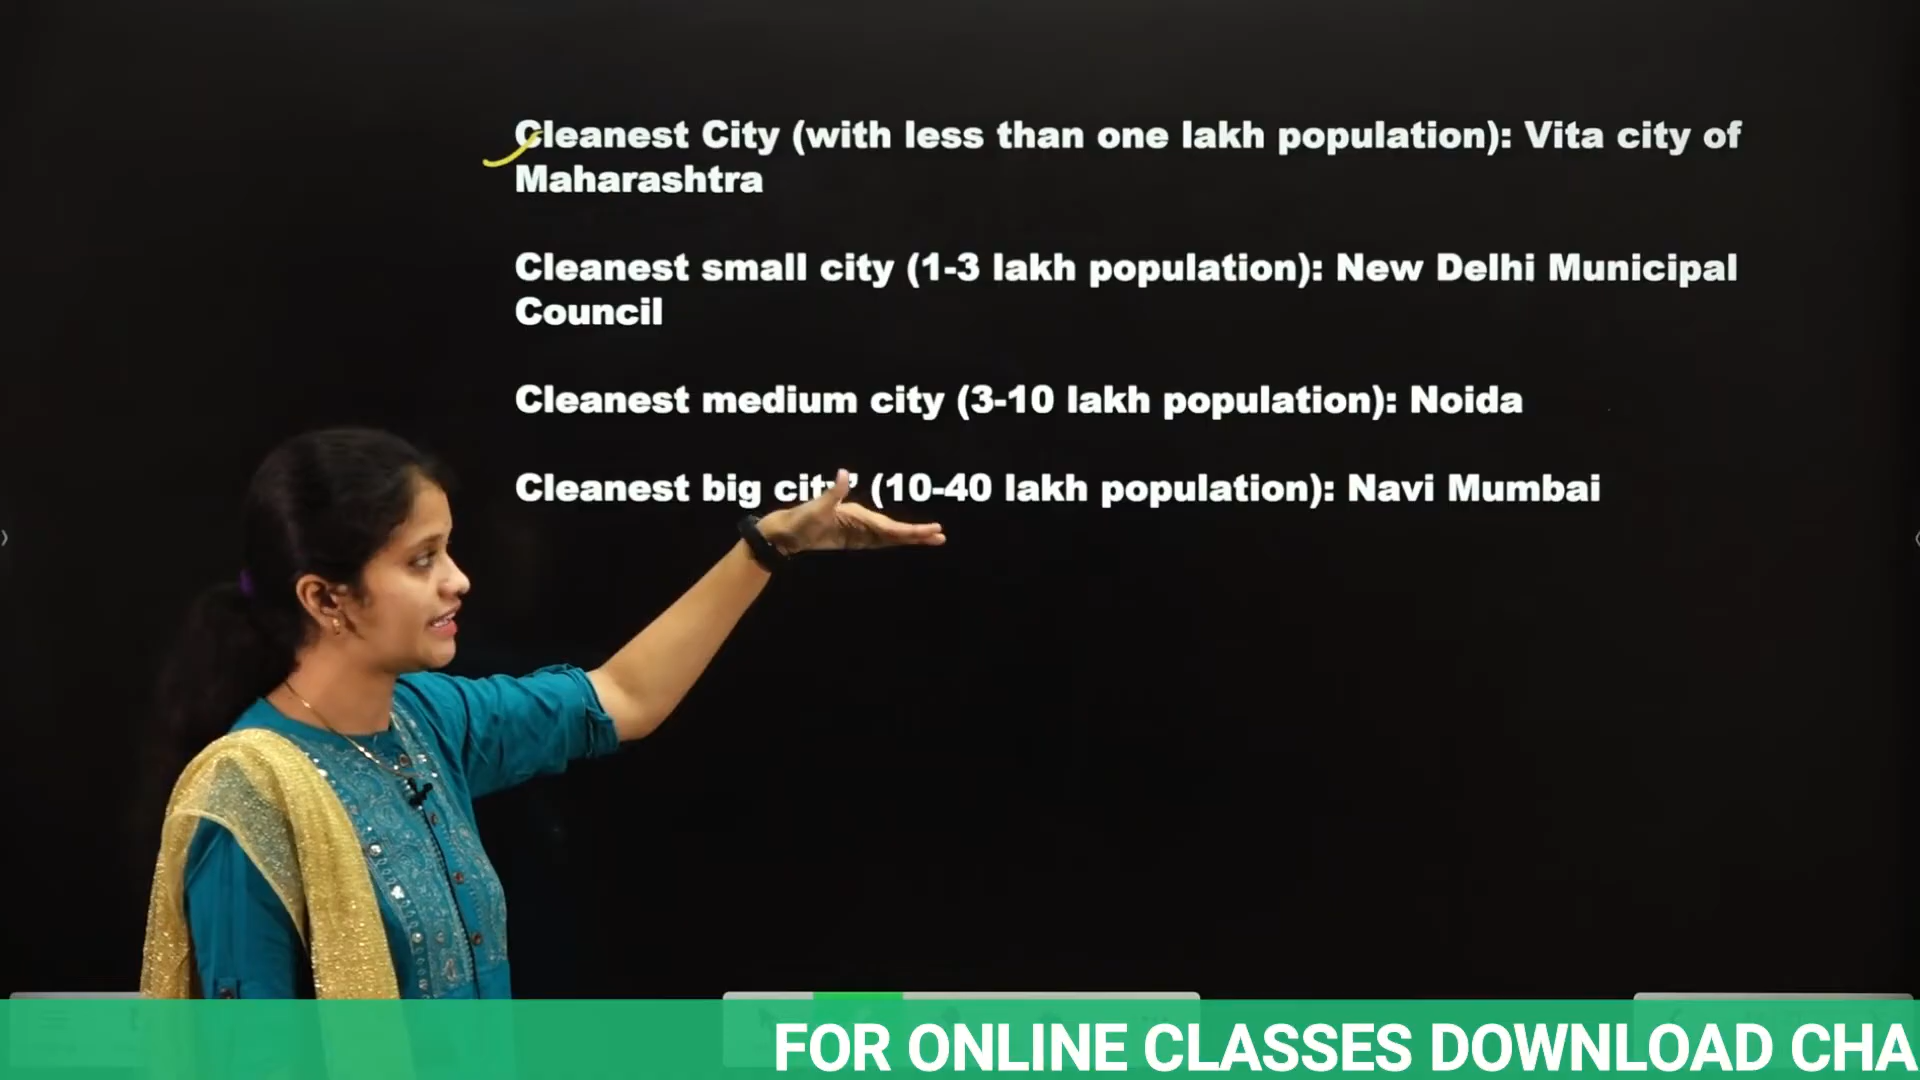 Cleanest City (with less than one lakh population): Vita city of
Maharashtra
Cleanest small city (1-3 lakh population): New Delhi Municipal
Council
Cleanest medium city (3-10 lakh population): Noida
Cleanest big city’ (10-40 lakh population): Navi Mumbai
FOR ONLINE CLASSES DOWNLOAD CHA